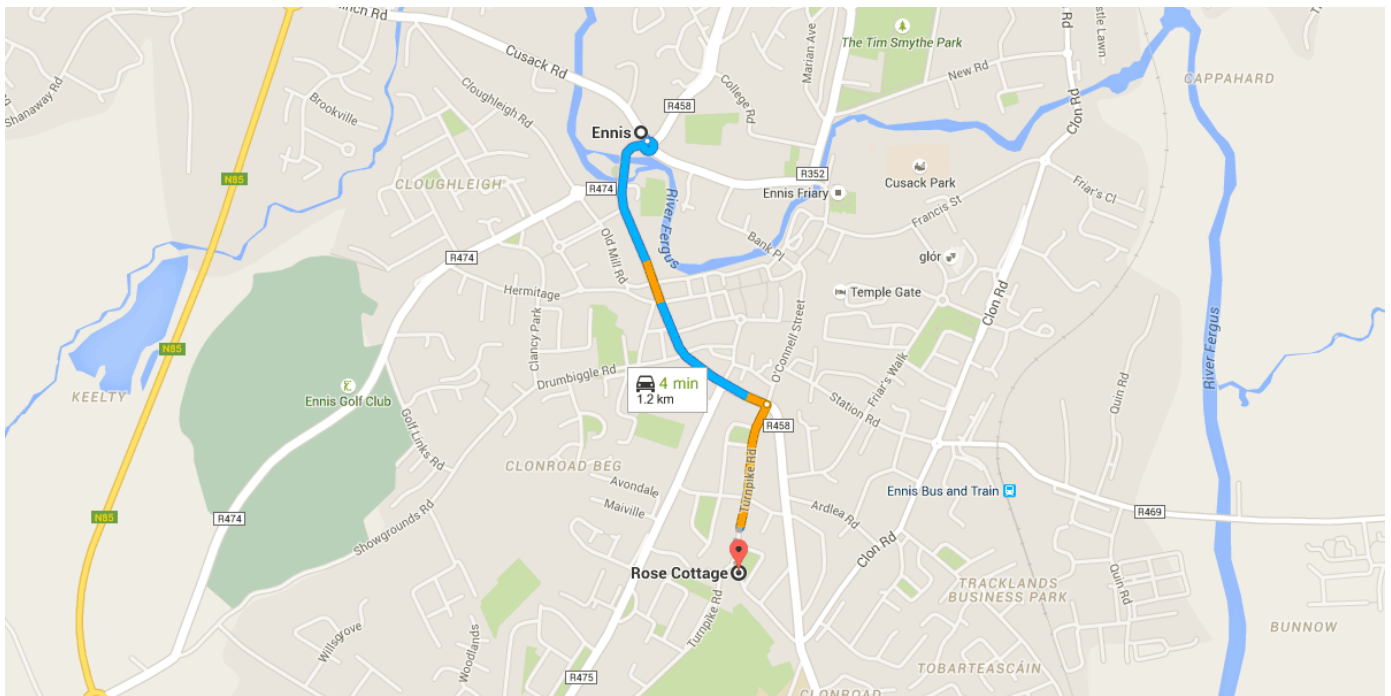 Cusack Rd
Shanaway Rd
Brookville
Cloughleigh Rd
R458
College Rd
Marian Ave
The Tim Smythe Park
New Rd
Clon Rd
CAPPAHARD
Ennis
N85
CLOUGHLEIGH
R474
R352
Ennis Friary
Cusack Park
Friar's Cl
Francis St
River Fergus
Bank Pl
Old Mill Rd
R474
glór
Hermitage
Temple Gate
Clon Rd
River Fergus
N85
Clancy Park
O'Connell Street
KEELTY
Ennis Golf Club
Drumbiggle Rd
4 min
1.2 km
Friar's Walk
Station Rd
Quin Rd
R458
Golf Links Rd
CLONROAD BEG
Turnpike Rd
Avondale
Maiville
Ardlea Rd
Ennis Bus and Train
R469
N85
R474
Showgrounds Rd
Clon Rd
Rose Cottage
TRACKLANDS
BUSINESS PARK
Quin Rd
Turnpike Rd
Willsgrove
Woodlands
BUNNOW
TOBARTEASCÁIN
R475
CLONROAD